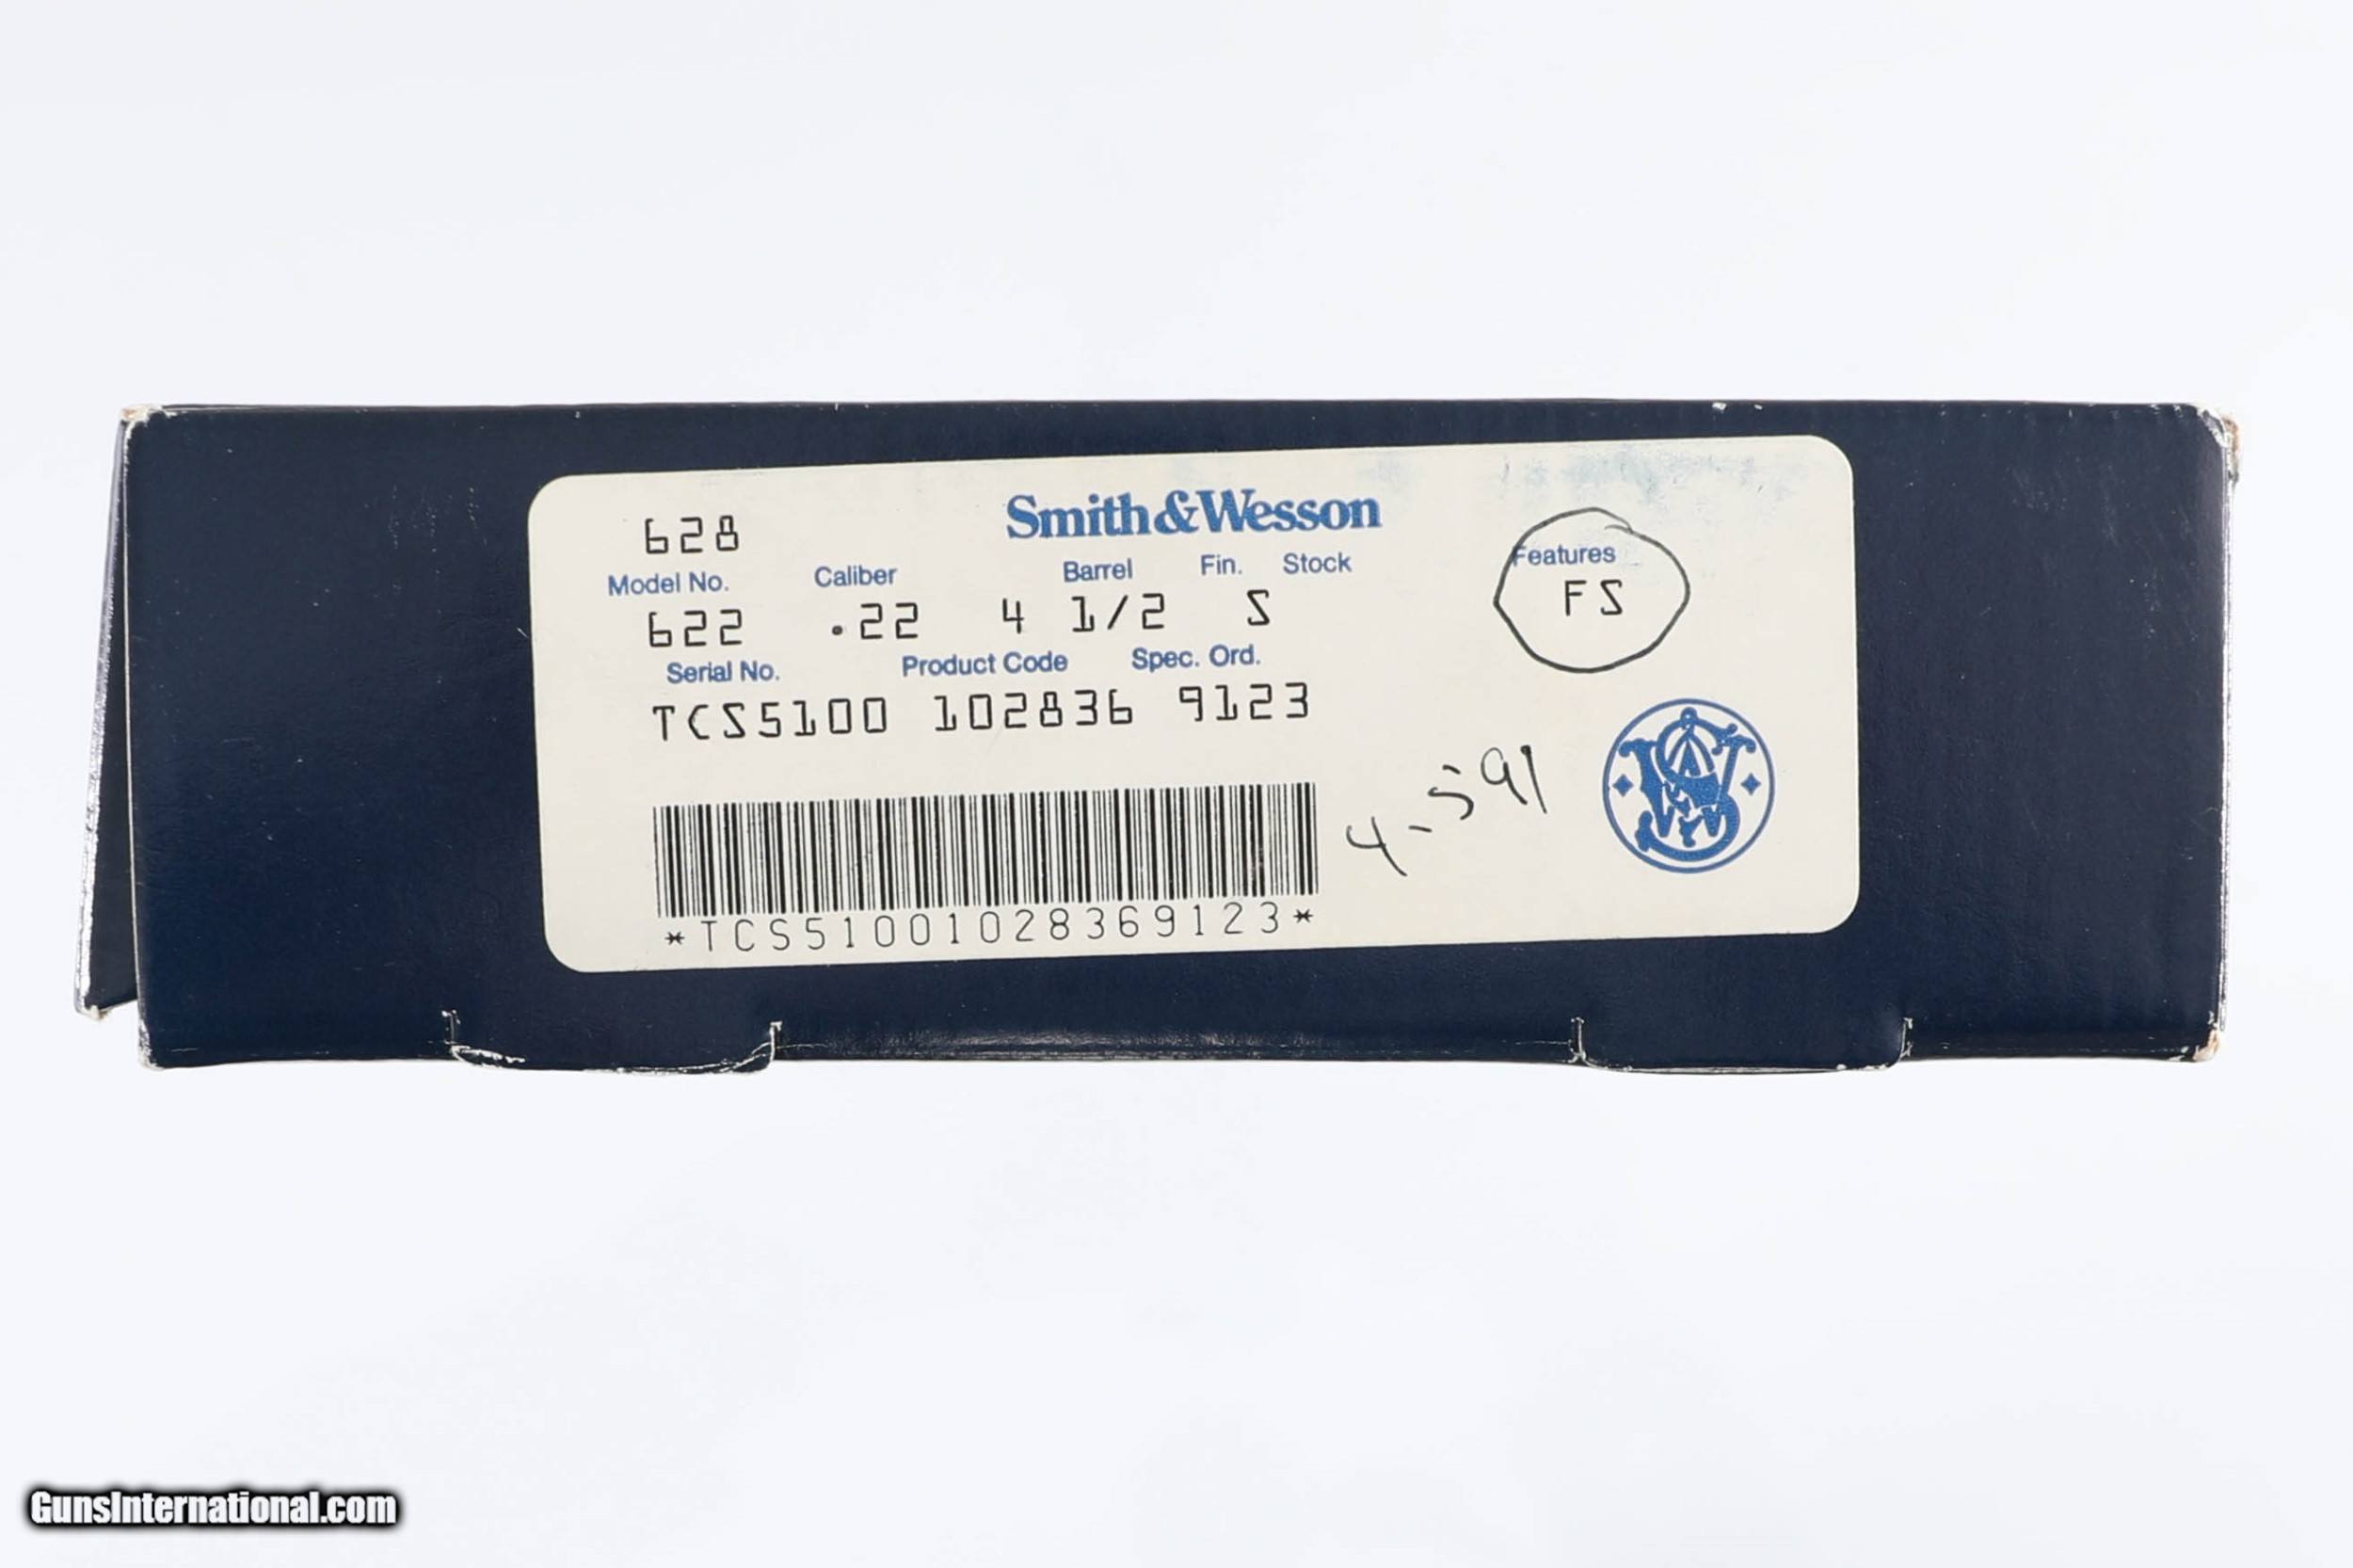 628
Smith&Wesson
Model No. Caliber Barrel Fin. Stock Features
622 .22 4 1/2 S FS
Serial No. Product Code Spec. Ord.
TCS5100 102836 9123
4-591
*TCS51001028369123*
GunsInternational.com